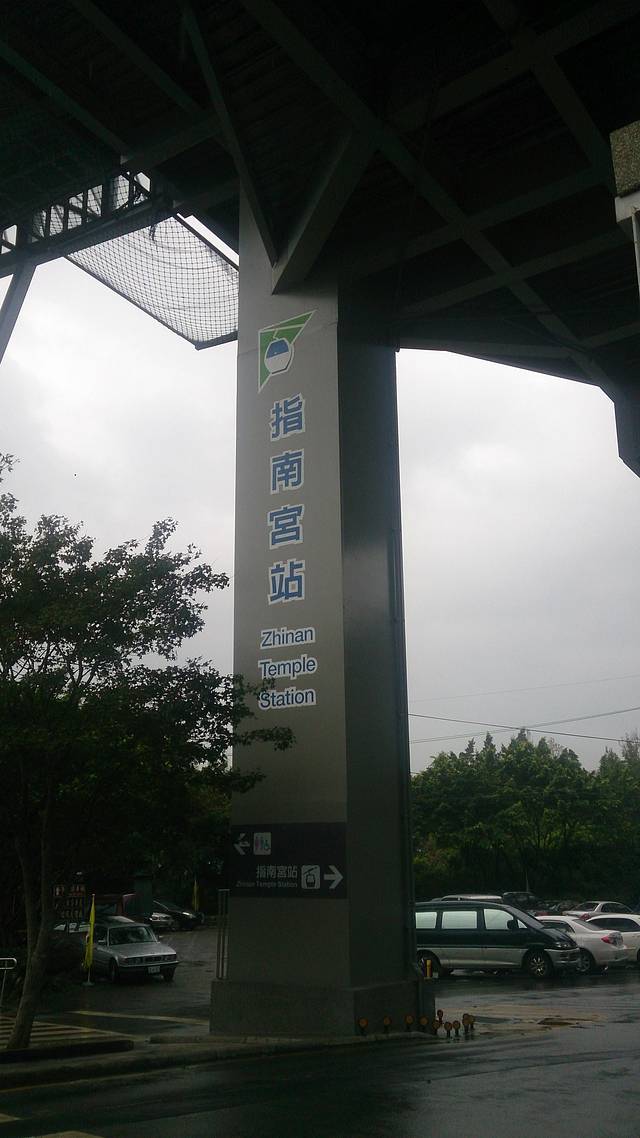 指南宮站
Zhinan
Temple
Station
指南宮站
Zhinan Temple Station